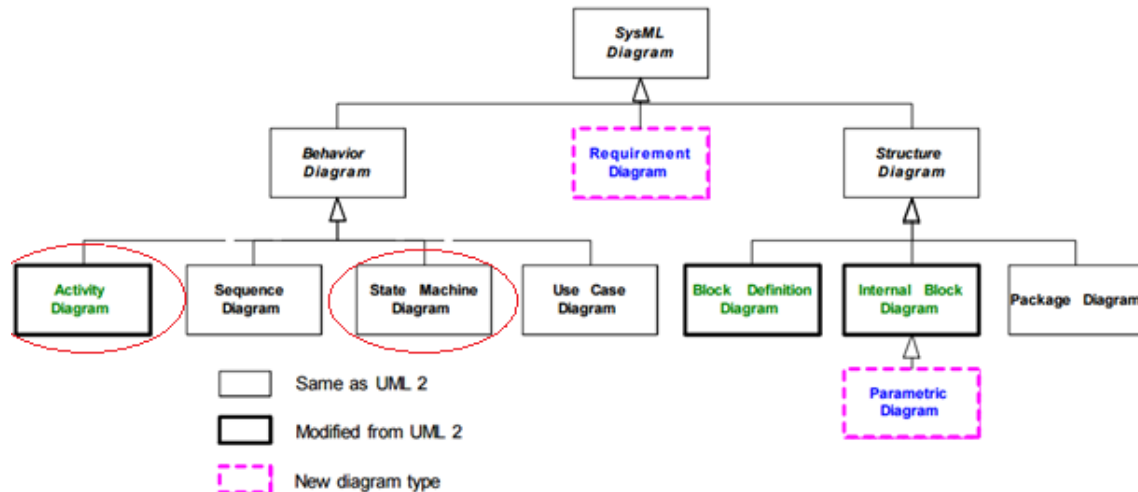 SysML
Diagram
Behavior
Diagram
Requirement
Diagram
Structure
Diagram
Activity
Diagram
Sequence
Diagram
State Machine
Diagram
Use Case
Diagram
Block Definition
Diagram
Internal Block
Diagram
Package Diagram
Parametric
Diagram
Same as UML 2
Modified from UML 2
New diagram type